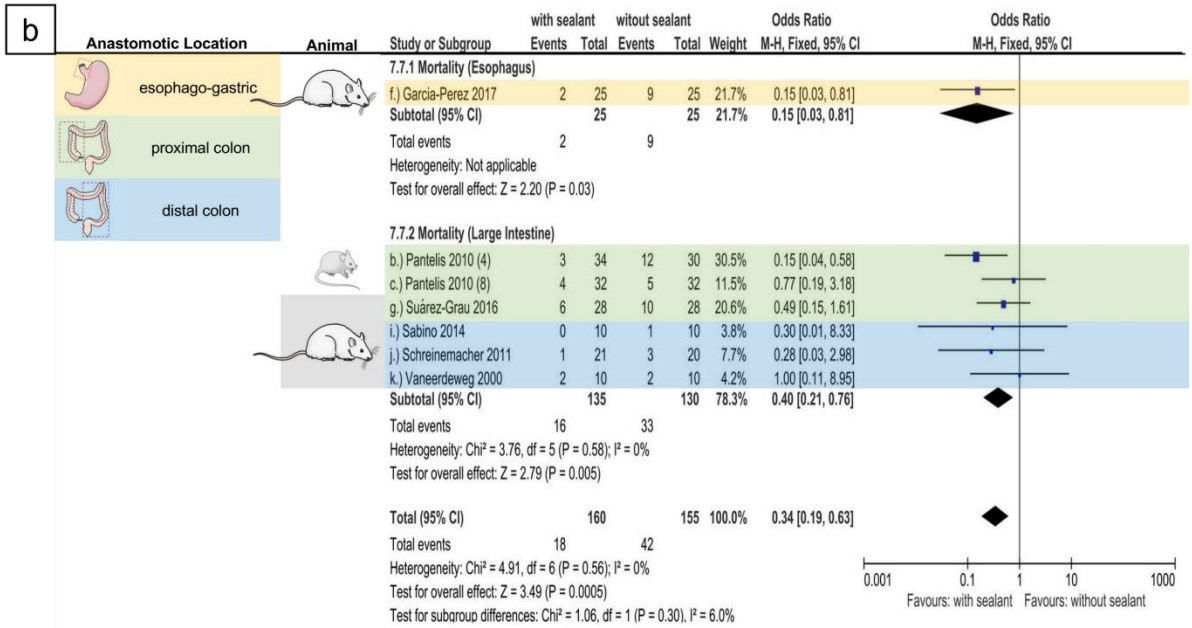 b
with sealant witout sealant Odds Ratio Odds Ratio
Anastomotic Location Animal Study or Subgroup Events Total Events Total Weight M-H, Fixed, 95% CI M-H, Fixed, 95% CI
7.7.1 Mortality (Esophagus)
esophago-gastric f.) Garcia-Perez 2017 2 25 9 25 21.7% 0.15 [0.03, 0.81]
Subtotal (95% CI) 25 25 21.7% 0.15 [0.03, 0.81]
Total events 2 9
proximal colon
Heterogeneity: Not applicable
Test for overall effect: Z = 2.20 (P = 0.03)
distal colon
7.7.2 Mortality (Large Intestine)
b.) Pantelis 2010 (4) 3 34 12 30 30.5% 0.15 [0.04, 0.58]
c.) Pantelis 2010 (8) 4 32 5 32 11.5% 0.77 [0.19, 3.18]
g.) Suárez-Grau 2016 6 28 10 28 20.6% 0.49 [0.15, 1.61]
i.) Sabino 2014 0 10 1 10 3.8% 0.30 [0.01, 8.33]
j.) Schreinemacher 2011 1 21 3 20 7.7% 0.28 [0.03, 2.98]
k.) Vaneerdeweg 2000 2 10 2 10 4.2% 1.00 [0.11, 8.95]
Subtotal (95% CI) 135 130 78.3% 0.40 [0.21, 0.76]
Total events 16 33
Heterogeneity: Chi² = 3.76, df = 5 (P = 0.58); I² = 0%
Test for overall effect: Z = 2.79 (P = 0.005)
Total (95% CI) 160 155 100.0% 0.34 [0.19, 0.63]
Total events 18 42
Heterogeneity: Chi² = 4.91, df = 6 (P = 0.56); I² = 0%
Test for overall effect: Z = 3.49 (P = 0.0005)
Test for subgroup differences: Chi² = 1.06, df = 1 (P = 0.30), I² = 6.0%
0.001 0.1 1 10 1000
Favours: with sealant Favours: without sealant